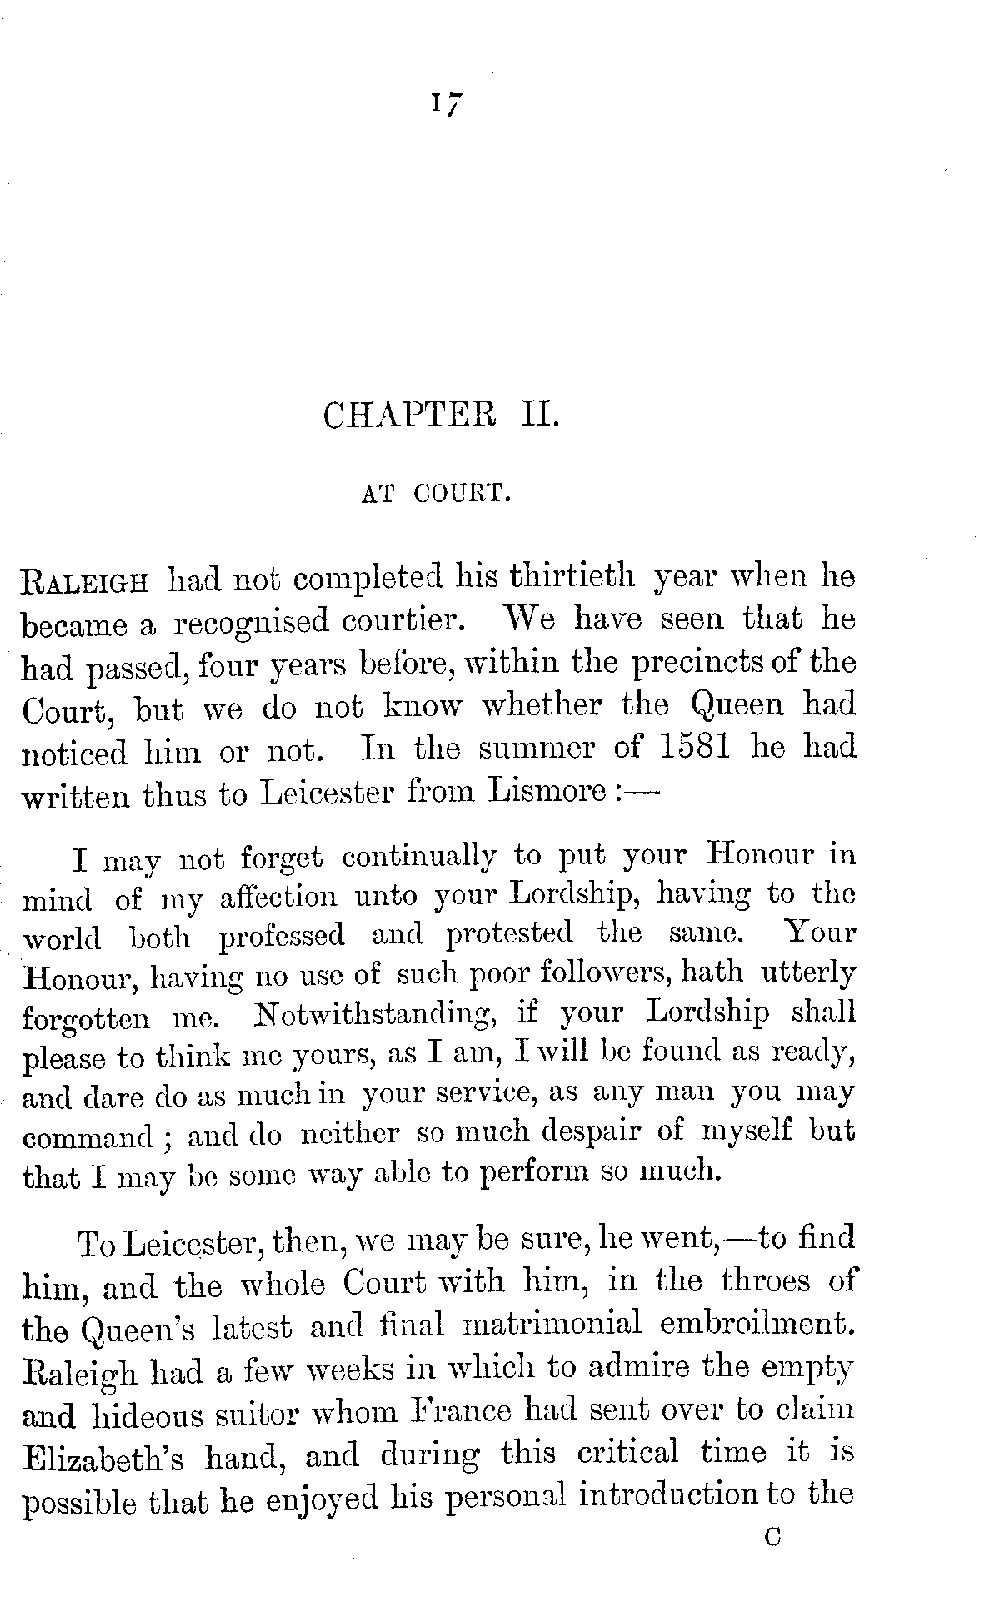 17
CHAPTER II.
AT COURT.
RALEIGH had not completed his thirtieth year when he
became a recognised courtier. We have seen that he
had passed, four years before, within the precincts of the
Court, but we do not know whether the Queen had
noticed him or not. In the summer of 1581 he had
written thus to Leicester from Lismore :—
I may not forget continually to put your Honour in
mind of my affection unto your Lordship, having to the
world both professed and protested the same. Your
Honour, having no use of such poor followers, hath utterly
forgotten me. Notwithstanding, if your Lordship shall
please to think me yours, as I am, I will be found as ready,
and dare do as much in your service, as any man you may
command ; and do neither so much despair of myself but
that I may be some way able to perform so much.
To Leicester, then, we may be sure, he went,—to find
him, and the whole Court with him, in the throes of
the Queen's latest and final matrimonial embroilment.
Raleigh had a few weeks in which to admire the empty
and hideous suitor whom France had sent over to claim
Elizabeth's hand, and during this critical time it is
possible that he enjoyed his personal introduction to the
C